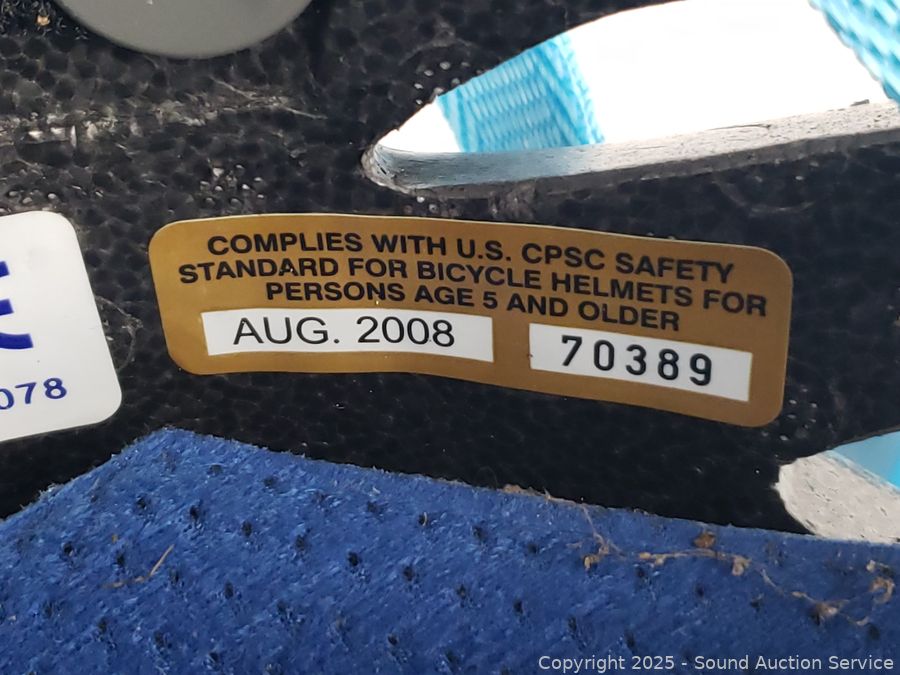 COMPLIES WITH U.S. CPSC SAFETY
STANDARD FOR BICYCLE HELMETS FOR
PERSONS AGE 5 AND OLDER
AUG. 2008 70389
E
078
Copyright 2025 - Sound Auction Service